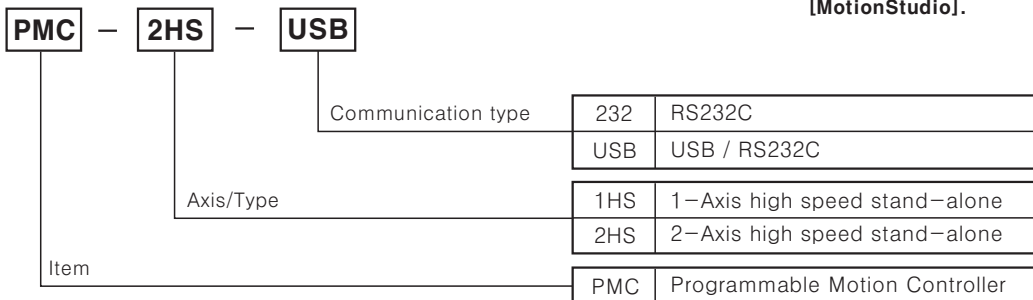 [MotionStudio].
PMC － 2HS － USB
Communication type
232 RS232C
USB USB / RS232C
Axis/Type
1HS 1－Axis high speed stand－alone
2HS 2－Axis high speed stand－alone
Item
PMC Programmable Motion Controller